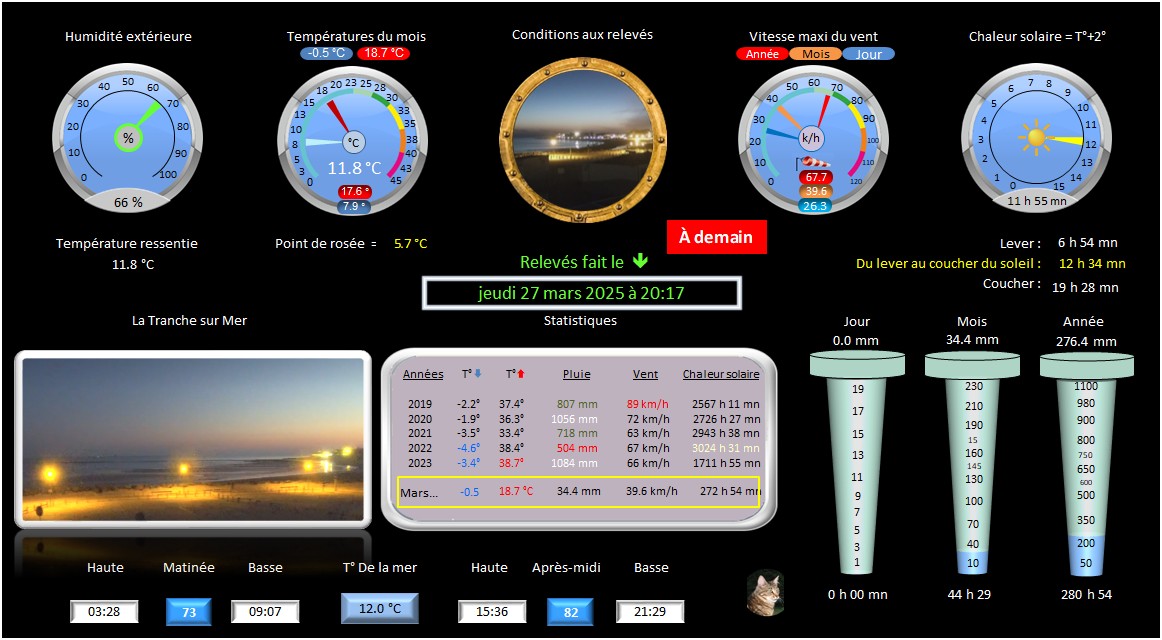 Humidité extérieure
0 10 20 30 40 50 60 70 80 90 100
%
66 %
Températures du mois
-0.5 °C 18.7 °C
0 3 5 8 10 13 15 18 20 23 25 28 30 33 35 38 40 43 45
°C
11.8 °C
17.6 °
7.9 °
Conditions aux relevés
Vitesse maxi du vent
Année Mois Jour
0 10 20 30 40 50 60 70 80 90 100 110 120
k/h
67.7
39.6
26.3
Chaleur solaire = T°+2°
0 1 2 3 4 5 6 7 8 9 10 11 12 13 14 15
11 h 55 mn
Température ressentie
11.8 °C
Point de rosée = 5.7 °C
À demain
Relevés fait le
jeudi 27 mars 2025 à 20:17
Lever : 6 h 54 mn
Du lever au coucher du soleil : 12 h 34 mn
Coucher : 19 h 28 mn
La Tranche sur Mer
Statistiques
Années T° T° Pluie Vent Chaleur solaire
2019 -2.2° 37.4° 807 mm 89 km/h 2567 h 11 mn
2020 -1.9° 36.3° 1056 mm 72 km/h 2726 h 27 mn
2021 -3.5° 33.4° 718 mm 63 km/h 2943 h 38 mn
2022 -4.6° 38.4° 504 mm 67 km/h 3024 h 31 mn
2023 -3.4° 38.7° 1084 mm 66 km/h 1711 h 55 mn
Mars... -0.5 18.7 °C 34.4 mm 39.6 km/h 272 h 54 mn
Jour
0.0 mm
19
17
15
13
11
9
7
5
3
1
0 h 00 mn
Mois
34.4 mm
230
210
190
15
160
145
130
100
70
40
10
44 h 29
Année
276.4 mm
1100
980
900
800
750
650
600
500
350
200
50
280 h 54
Haute Matinée Basse T° De la mer Haute Après-midi Basse
03:28 73 09:07 12.0 °C 15:36 82 21:29